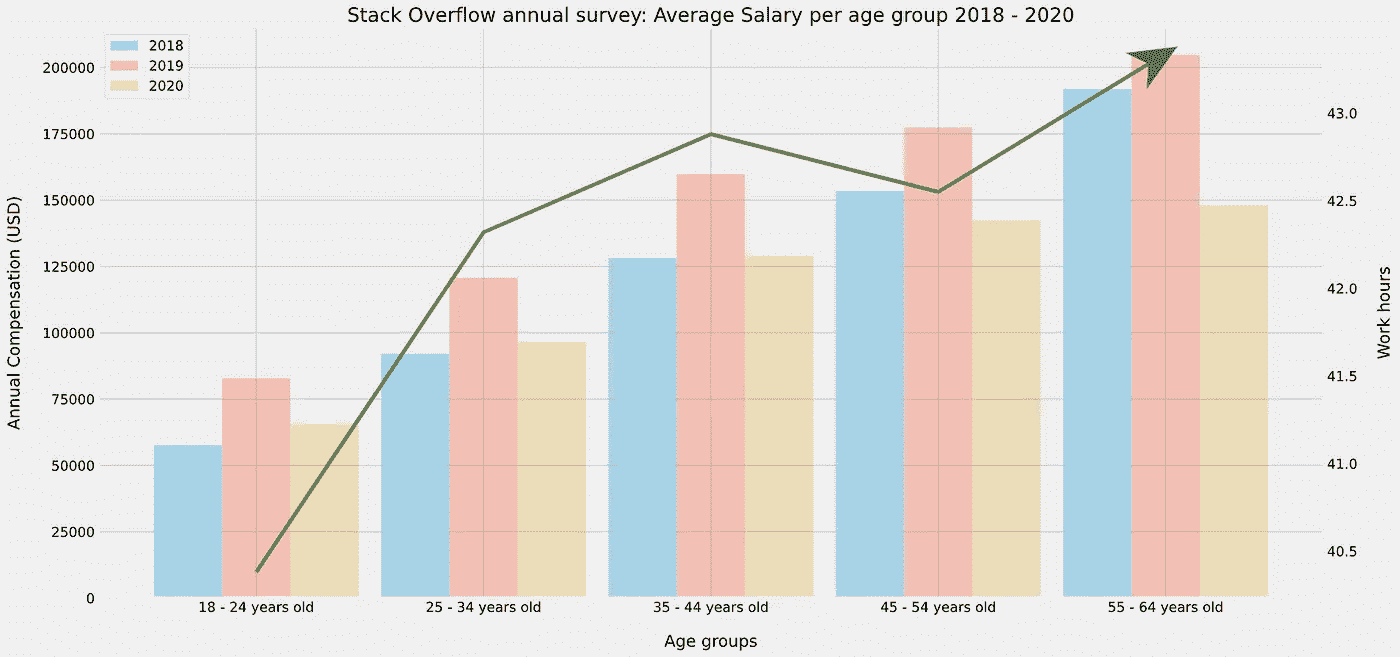 Stack Overflow annual survey: Average Salary per age group 2018 - 2020
2018
2019
2020
200000
175000
150000
125000
100000
75000
50000
25000
0
Annual Compensation (USD)
43.0
42.5
42.0
41.5
41.0
40.5
Work hours
18 - 24 years old
25 - 34 years old
35 - 44 years old
45 - 54 years old
55 - 64 years old
Age groups